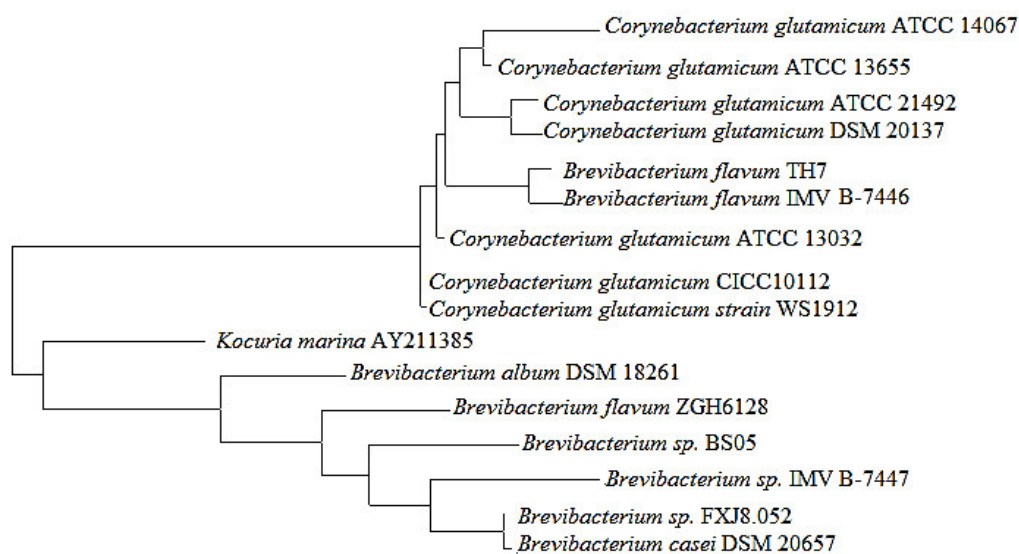 Corynebacterium glutamicum ATCC 14067
Corynebacterium glutamicum ATCC 13655
Corynebacterium glutamicum ATCC 21492
Corynebacterium glutamicum DSM 20137
Brevibacterium flavum TH7
Brevibacterium flavum IMV B-7446
Corynebacterium glutamicum ATCC 13032
Corynebacterium glutamicum CICC10112
Corynebacterium glutamicum strain WS1912
Kocuria marina AY211385
Brevibacterium album DSM 18261
Brevibacterium flavum ZGH6128
Brevibacterium sp. BS05
Brevibacterium sp. IMV B-7447
Brevibacterium sp. FXJ8.052
Brevibacterium casei DSM 20657